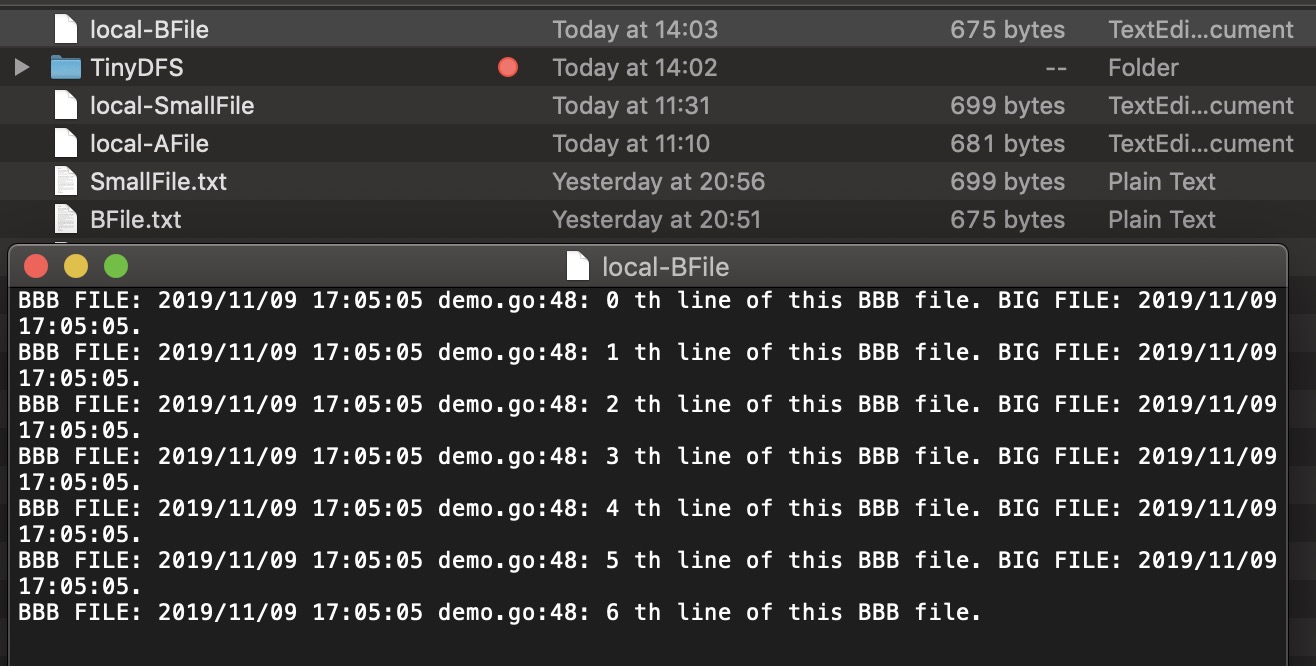 local-BFile Today at 14:03 675 bytes TextEdi...cument
TinyDFS Today at 14:02 -- Folder
local-SmallFile Today at 11:31 699 bytes TextEdi...cument
local-AFile Today at 11:10 681 bytes TextEdi...cument
SmallFile.txt Yesterday at 20:56 699 bytes Plain Text
BFile.txt Yesterday at 20:51 675 bytes Plain Text
local-BFile
BBB FILE: 2019/11/09 17:05:05 demo.go:48: 0 th line of this BBB file. BIG FILE: 2019/11/09
17:05:05.
BBB FILE: 2019/11/09 17:05:05 demo.go:48: 1 th line of this BBB file. BIG FILE: 2019/11/09
17:05:05.
BBB FILE: 2019/11/09 17:05:05 demo.go:48: 2 th line of this BBB file. BIG FILE: 2019/11/09
17:05:05.
BBB FILE: 2019/11/09 17:05:05 demo.go:48: 3 th line of this BBB file. BIG FILE: 2019/11/09
17:05:05.
BBB FILE: 2019/11/09 17:05:05 demo.go:48: 4 th line of this BBB file. BIG FILE: 2019/11/09
17:05:05.
BBB FILE: 2019/11/09 17:05:05 demo.go:48: 5 th line of this BBB file. BIG FILE: 2019/11/09
17:05:05.
BBB FILE: 2019/11/09 17:05:05 demo.go:48: 6 th line of this BBB file.